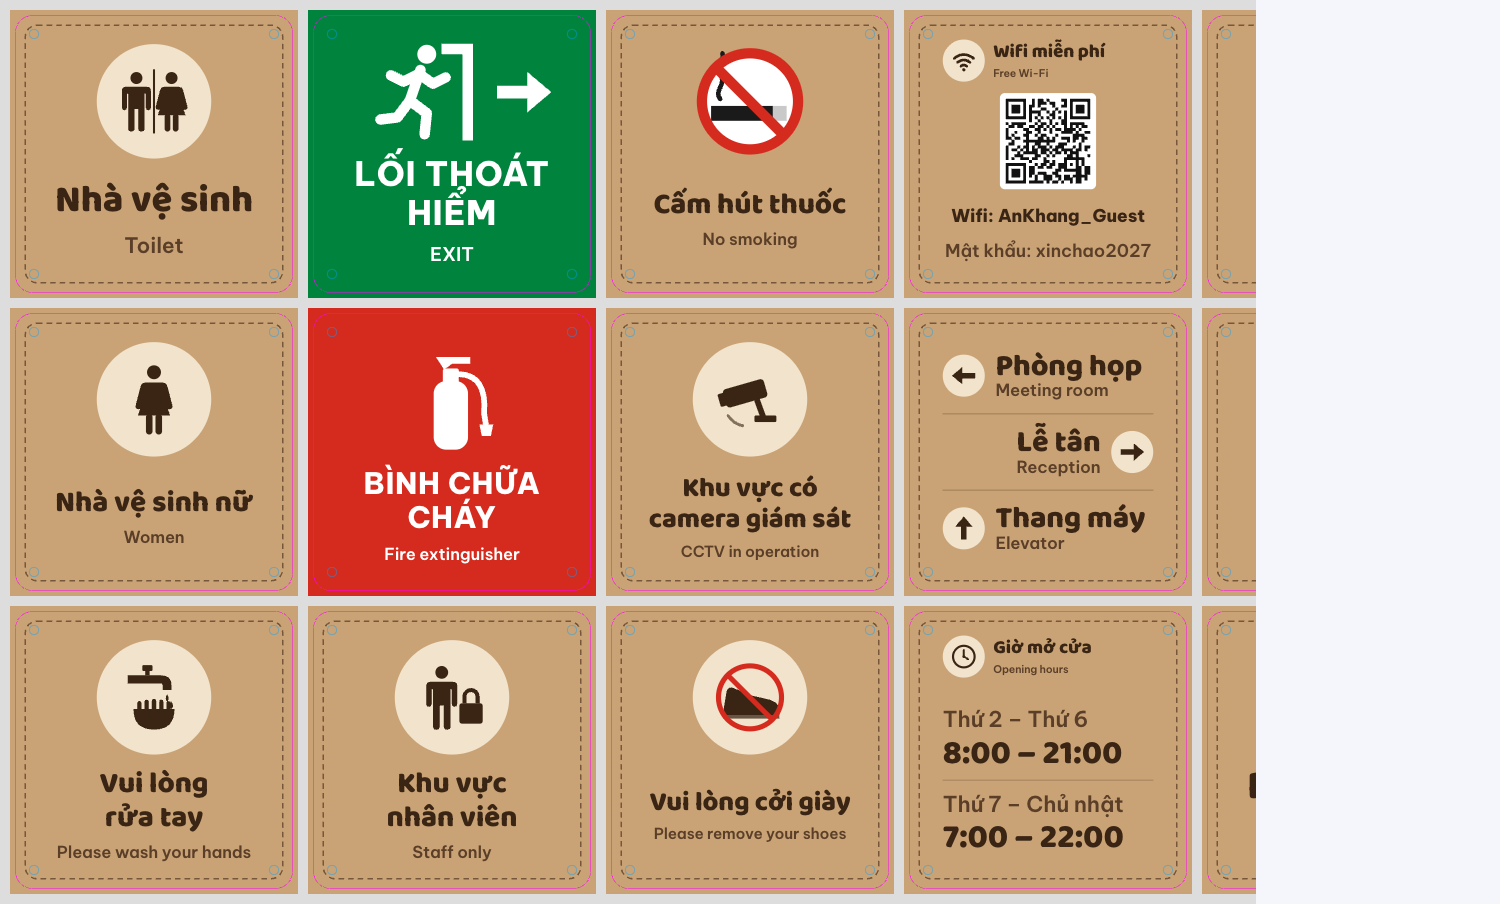 Nhà vệ sinh
Toilet
LỐI THOÁT
HIỂM
EXIT
Cấm hút thuốc
No smoking
Wifi miễn phí
Free Wi-Fi
Wifi: AnKhang_Guest
Mật khẩu: xinchao2027
Nhà vệ sinh nữ
Women
BÌNH CHỮA
CHÁY
Fire extinguisher
Khu vực có
camera giám sát
CCTV in operation
Phòng họp
Meeting room
Lễ tân
Reception
Thang máy
Elevator
Vui lòng
rửa tay
Please wash your hands
Khu vực
nhân viên
Staff only
Vui lòng cởi giày
Please remove your shoes
Giờ mở cửa
Opening hours
Thứ 2 – Thứ 6
8:00 – 21:00
Thứ 7 – Chủ nhật
7:00 – 22:00